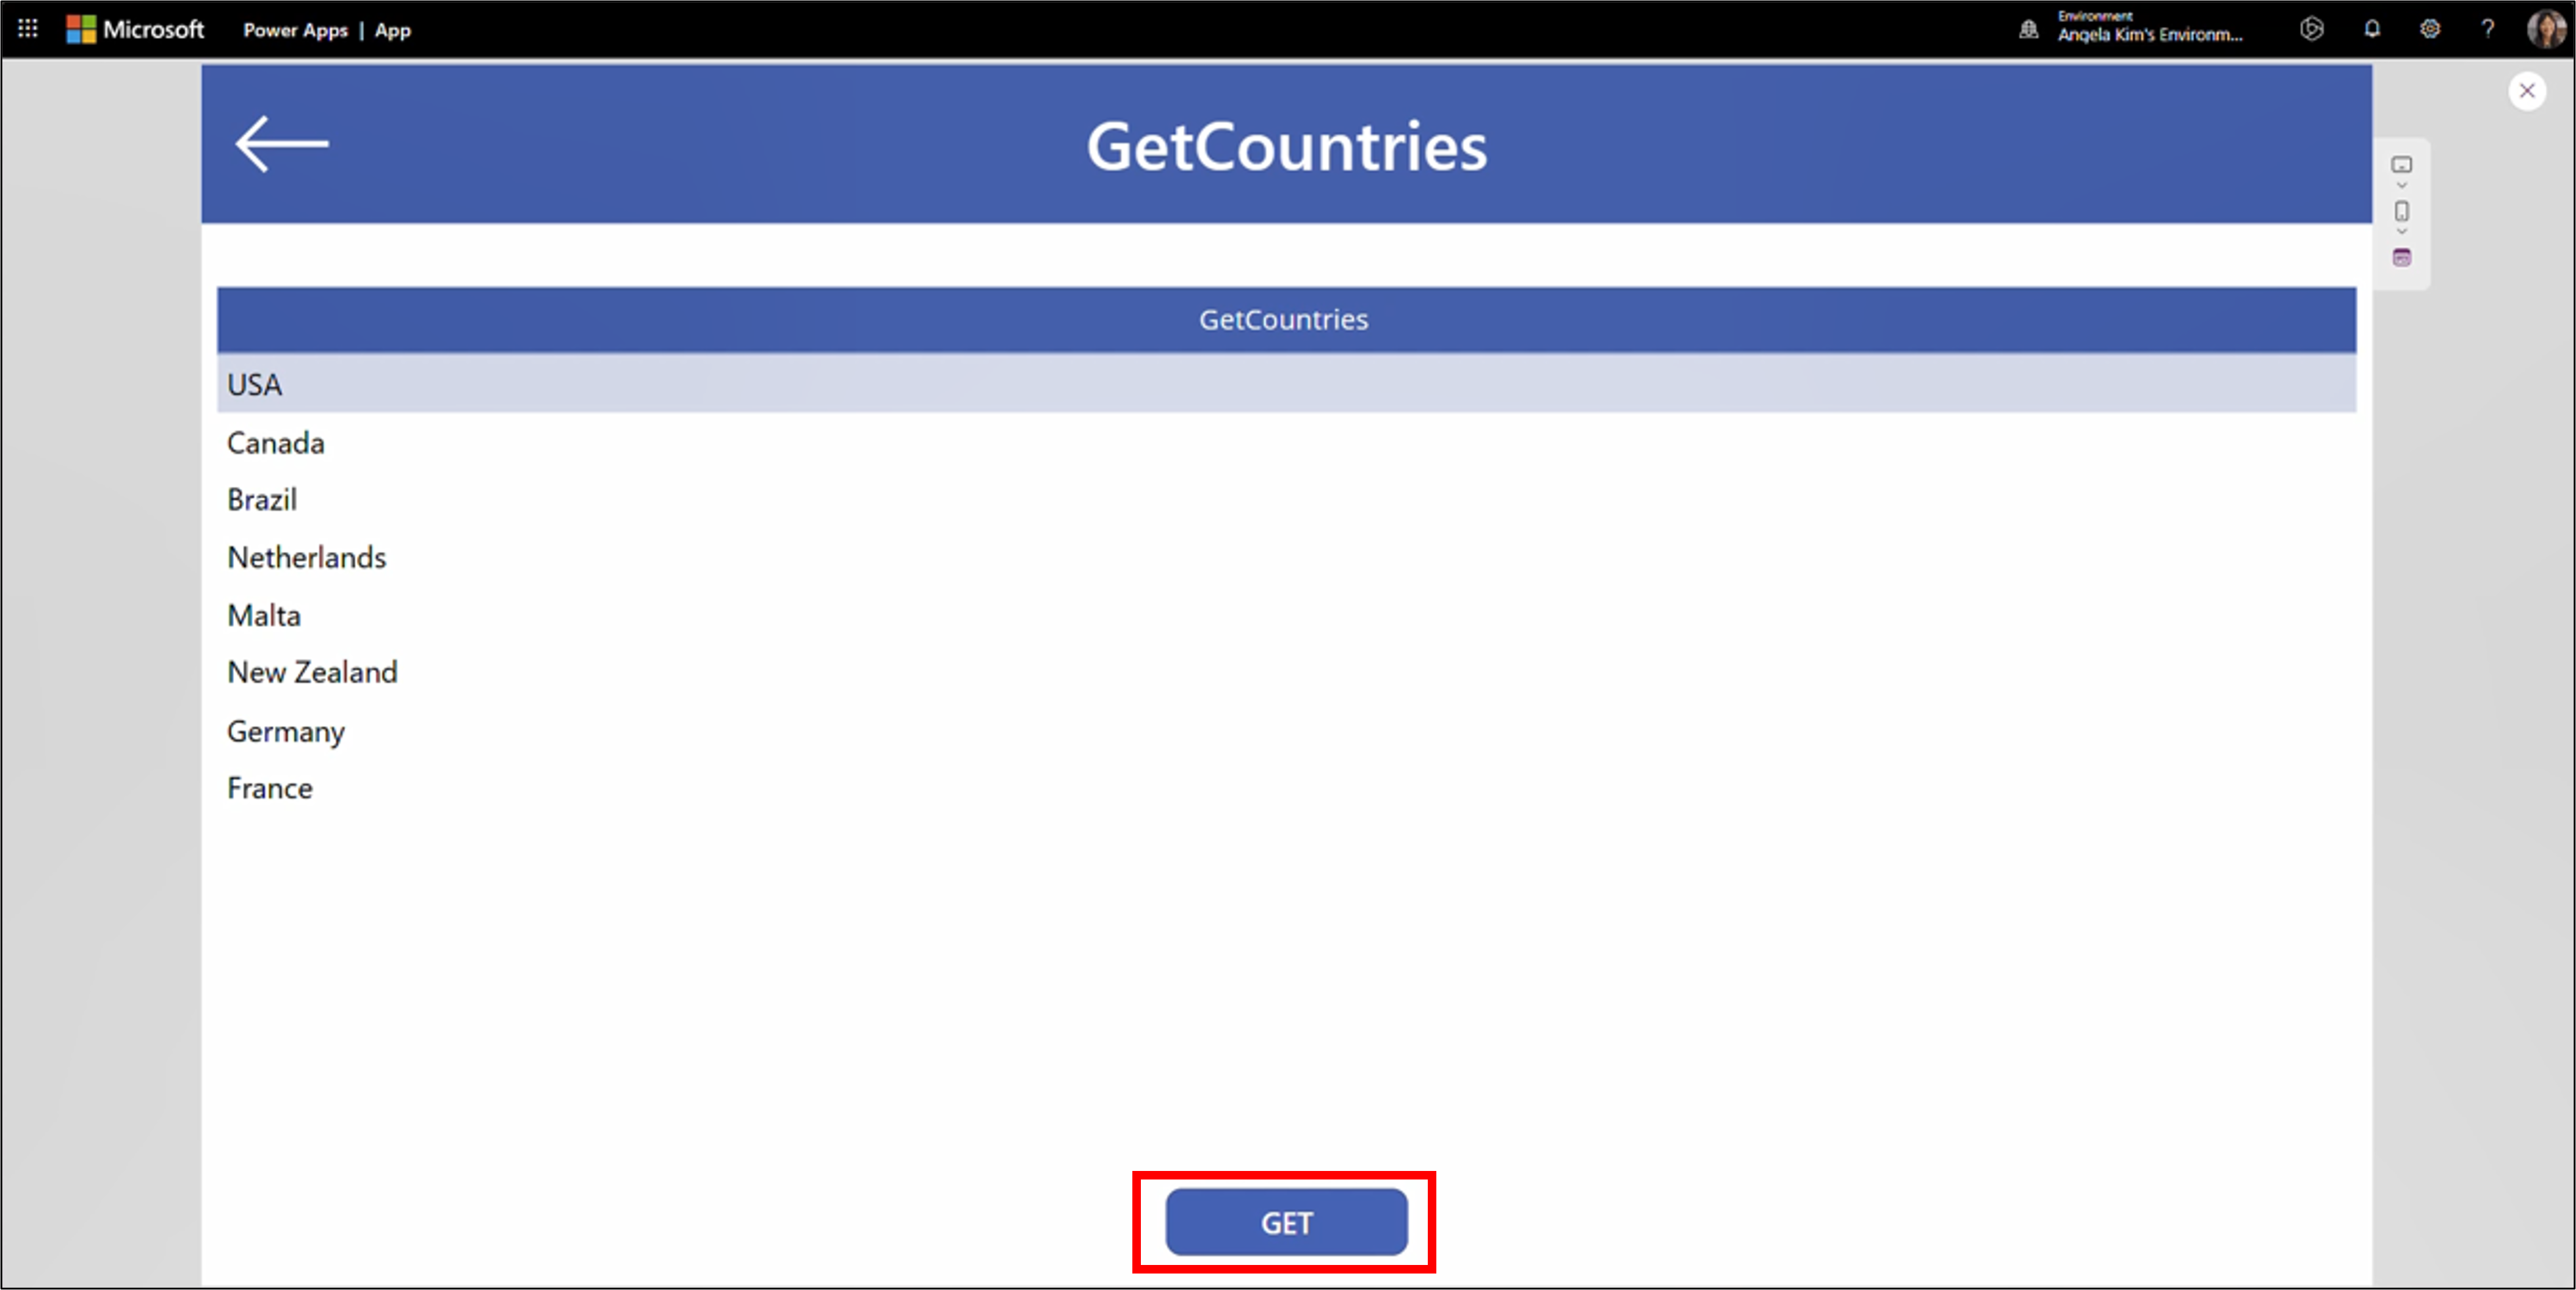 Microsoft Power Apps | App
Environment
Angela Kim's Environm... ?
GetCountries
GetCountries
USA
Canada
Brazil
Netherlands
Malta
New Zealand
Germany
France
GET